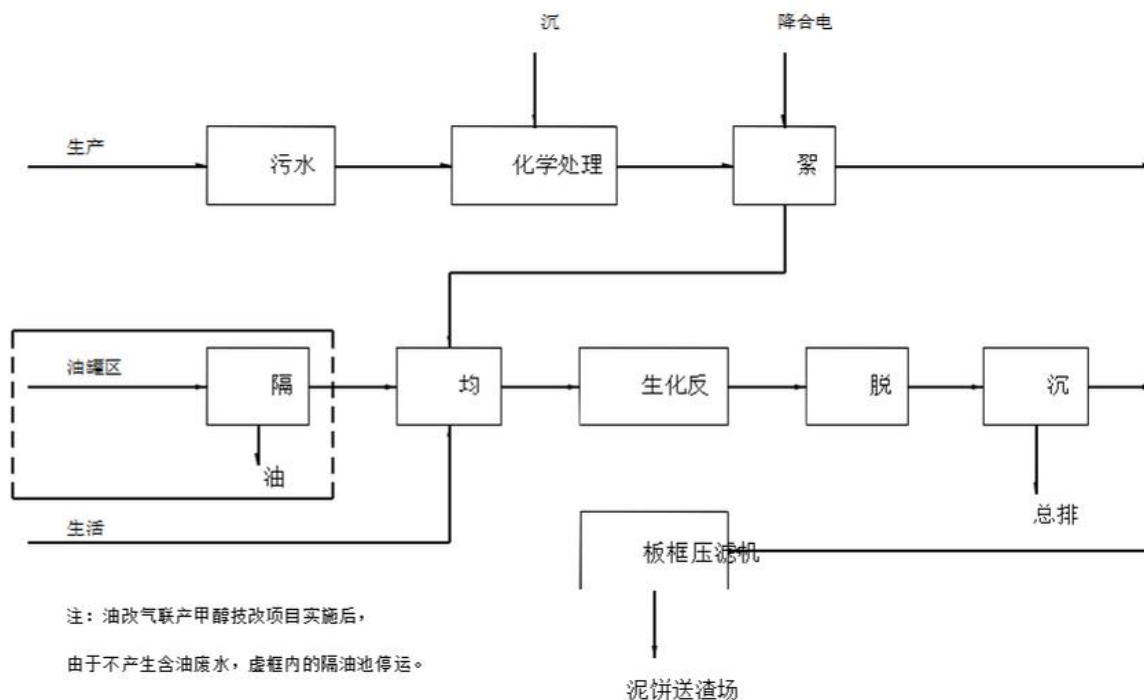 沉
降合电
生产
污水
化学处理
絮
油罐区
隔
均
生化反
脱
沉
油
总排
生活
板框压滤机
注：油改气联产甲醇技改项目实施后，
由于不产生含油废水，虚框内的隔油池停运。
泥饼送渣场